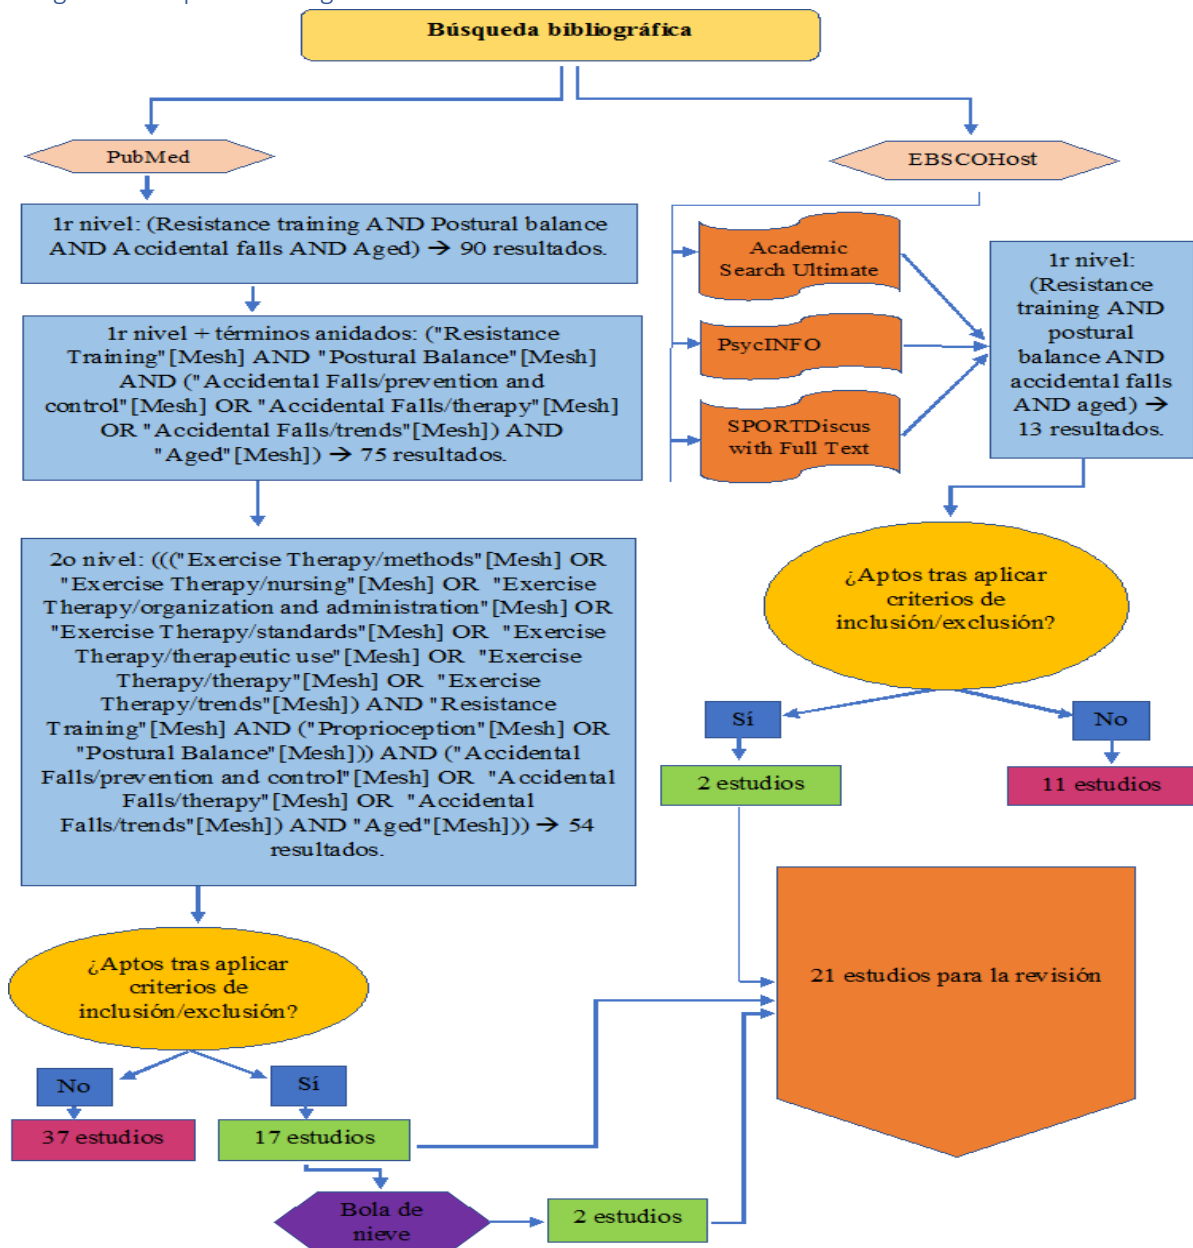 Búsqueda bibliográfica
PubMed
1r nivel: (Resistance training AND Postural balance
AND Accidental falls AND Aged) → 90 resultados.
1r nivel + términos anidados: ("Resistance
Training"[Mesh] AND "Postural Balance"[Mesh]
AND ("Accidental Falls/prevention and
control"[Mesh] OR "Accidental Falls/therapy"[Mesh]
OR "Accidental Falls/trends"[Mesh]) AND
"Aged"[Mesh]) → 75 resultados.
2o nivel: ((("Exercise Therapy/methods"[Mesh] OR
"Exercise Therapy/nursing"[Mesh] OR "Exercise
Therapy/organization and administration"[Mesh] OR
"Exercise Therapy/standards"[Mesh] OR "Exercise
Therapy/therapeutic use"[Mesh] OR "Exercise
Therapy/therapy"[Mesh] OR "Exercise
Therapy/trends"[Mesh]) AND "Resistance
Training"[Mesh] AND ("Proprioception"[Mesh] OR
"Postural Balance"[Mesh])) AND ("Accidental
Falls/prevention and control"[Mesh] OR "Accidental
Falls/therapy"[Mesh] OR "Accidental
Falls/trends"[Mesh]) AND "Aged"[Mesh])) → 54
resultados.
¿Aptos tras aplicar
criterios de
inclusión/exclusión?
No
Sí
37 estudios
17 estudios
Bola de
nieve
2 estudios
EBSCOHost
Academic
Search Ultimate
PsycINFO
SPORTDiscus
with Full Text
1r nivel:
(Resistance
training AND
postural
balance AND
accidental falls
AND aged) →
13 resultados.
¿Aptos tras aplicar
criterios de
inclusión/exclusión?
Sí
No
2 estudios
11 estudios
21 estudios para la revisión